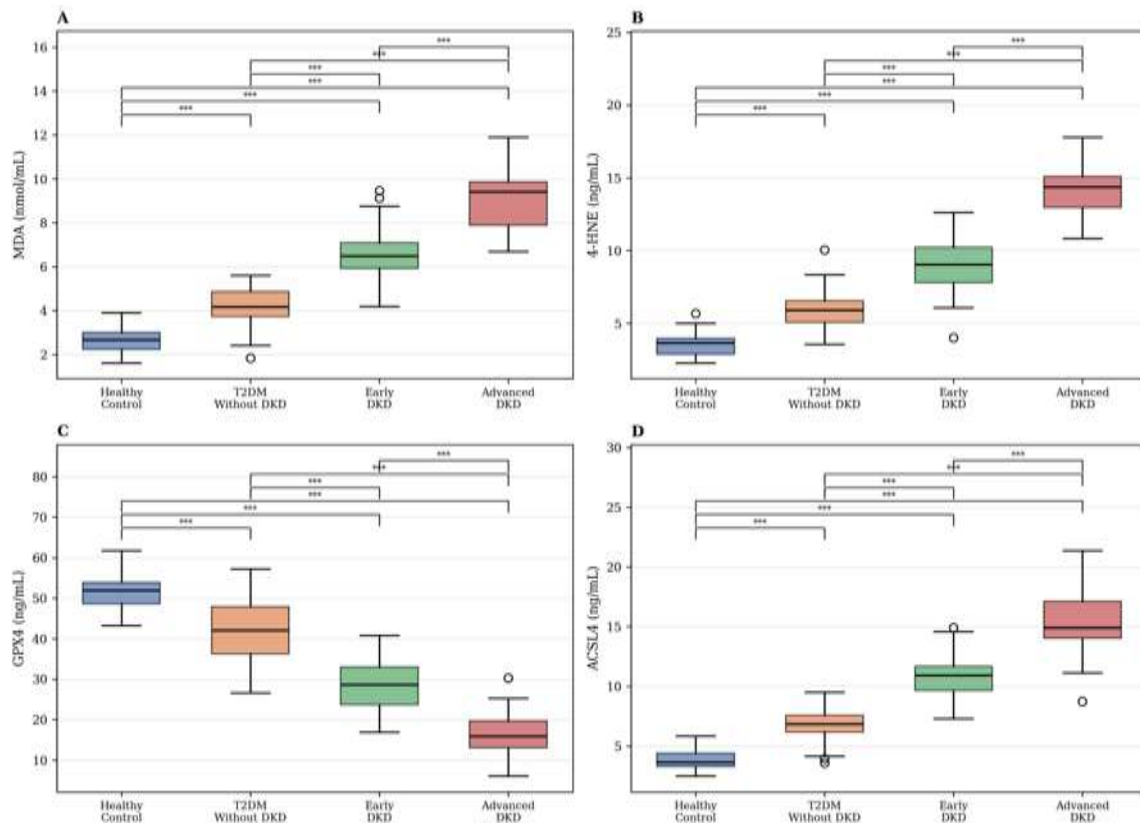 A
MDA (nmol/mL)
16
14
12
10
8
6
4
2
***
***
***
***
***
***
Healthy
Control
T2DM
Without DKD
Early
DKD
Advanced
DKD
B
4-HNE (ng/mL)
25
20
15
10
5
***
***
***
***
***
***
Healthy
Control
T2DM
Without DKD
Early
DKD
Advanced
DKD
C
GPX4 (ng/mL)
80
70
60
50
40
30
20
10
***
***
***
***
***
***
Healthy
Control
T2DM
Without DKD
Early
DKD
Advanced
DKD
D
ACSL4 (ng/mL)
30
25
20
15
10
5
***
***
***
***
***
***
Healthy
Control
T2DM
Without DKD
Early
DKD
Advanced
DKD